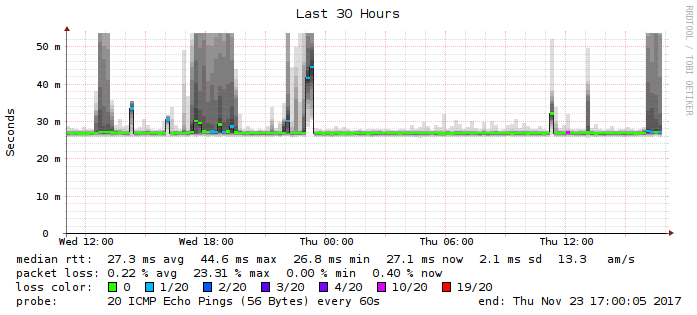 Last 30 Hours
RRDTOOL / TOBI OETIKER
Seconds
50 m
40 m
30 m
20 m
10 m
0
Wed 12:00 Wed 18:00 Thu 00:00 Thu 06:00 Thu 12:00
median rtt: 27.3 ms avg 44.6 ms max 26.8 ms min 27.1 ms now 2.1 ms sd 13.3 am/s
packet loss: 0.22 % avg 23.31 % max 0.00 % min 0.40 % now
loss color: 0 1/20 2/20 3/20 4/20 10/20 19/20
probe: 20 ICMP Echo Pings (56 Bytes) every 60s end: Thu Nov 23 17:00:05 2017